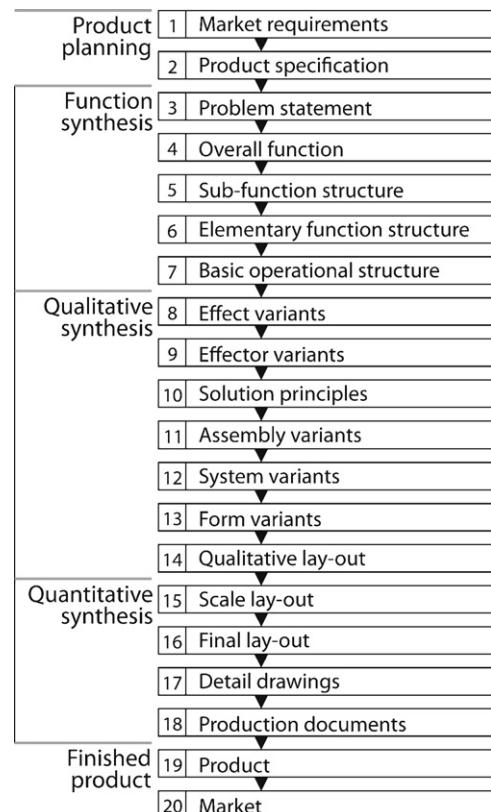 Product
planning
1 Market requirements
2 Product specification
Function
synthesis
3 Problem statement
4 Overall function
5 Sub-function structure
6 Elementary function structure
7 Basic operational structure
Qualitative
synthesis
8 Effect variants
9 Effector variants
10 Solution principles
11 Assembly variants
12 System variants
13 Form variants
14 Qualitative lay-out
Quantitative
synthesis
15 Scale lay-out
16 Final lay-out
17 Detail drawings
18 Production documents
Finished
product
19 Product
20 Market